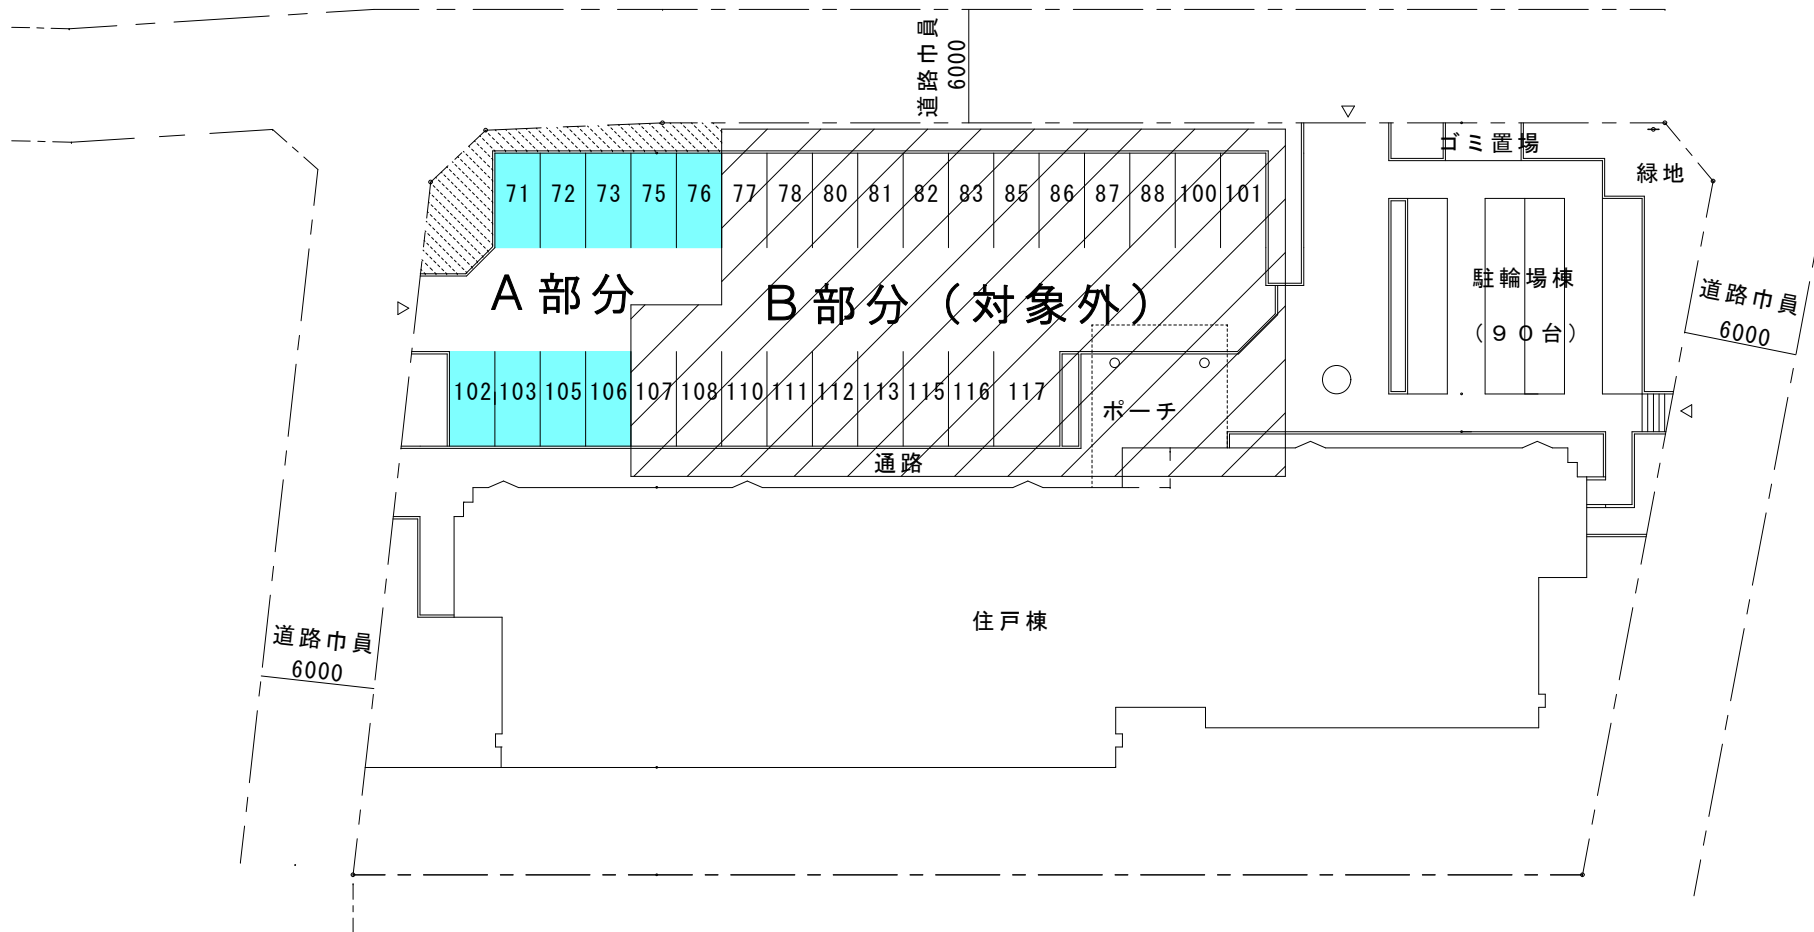 道路巾員
6000
ゴミ置場
緑地
71 72 73 75 76 77 78 80 81 82 83 85 86 87 88 100 101
A部分
B部分（対象外）
駐輪場棟
（９０台）
道路巾員
6000
102 103 105 106 107 108 110 111 112 113 115 116 117
ポーチ
通路
住戸棟
道路巾員
6000